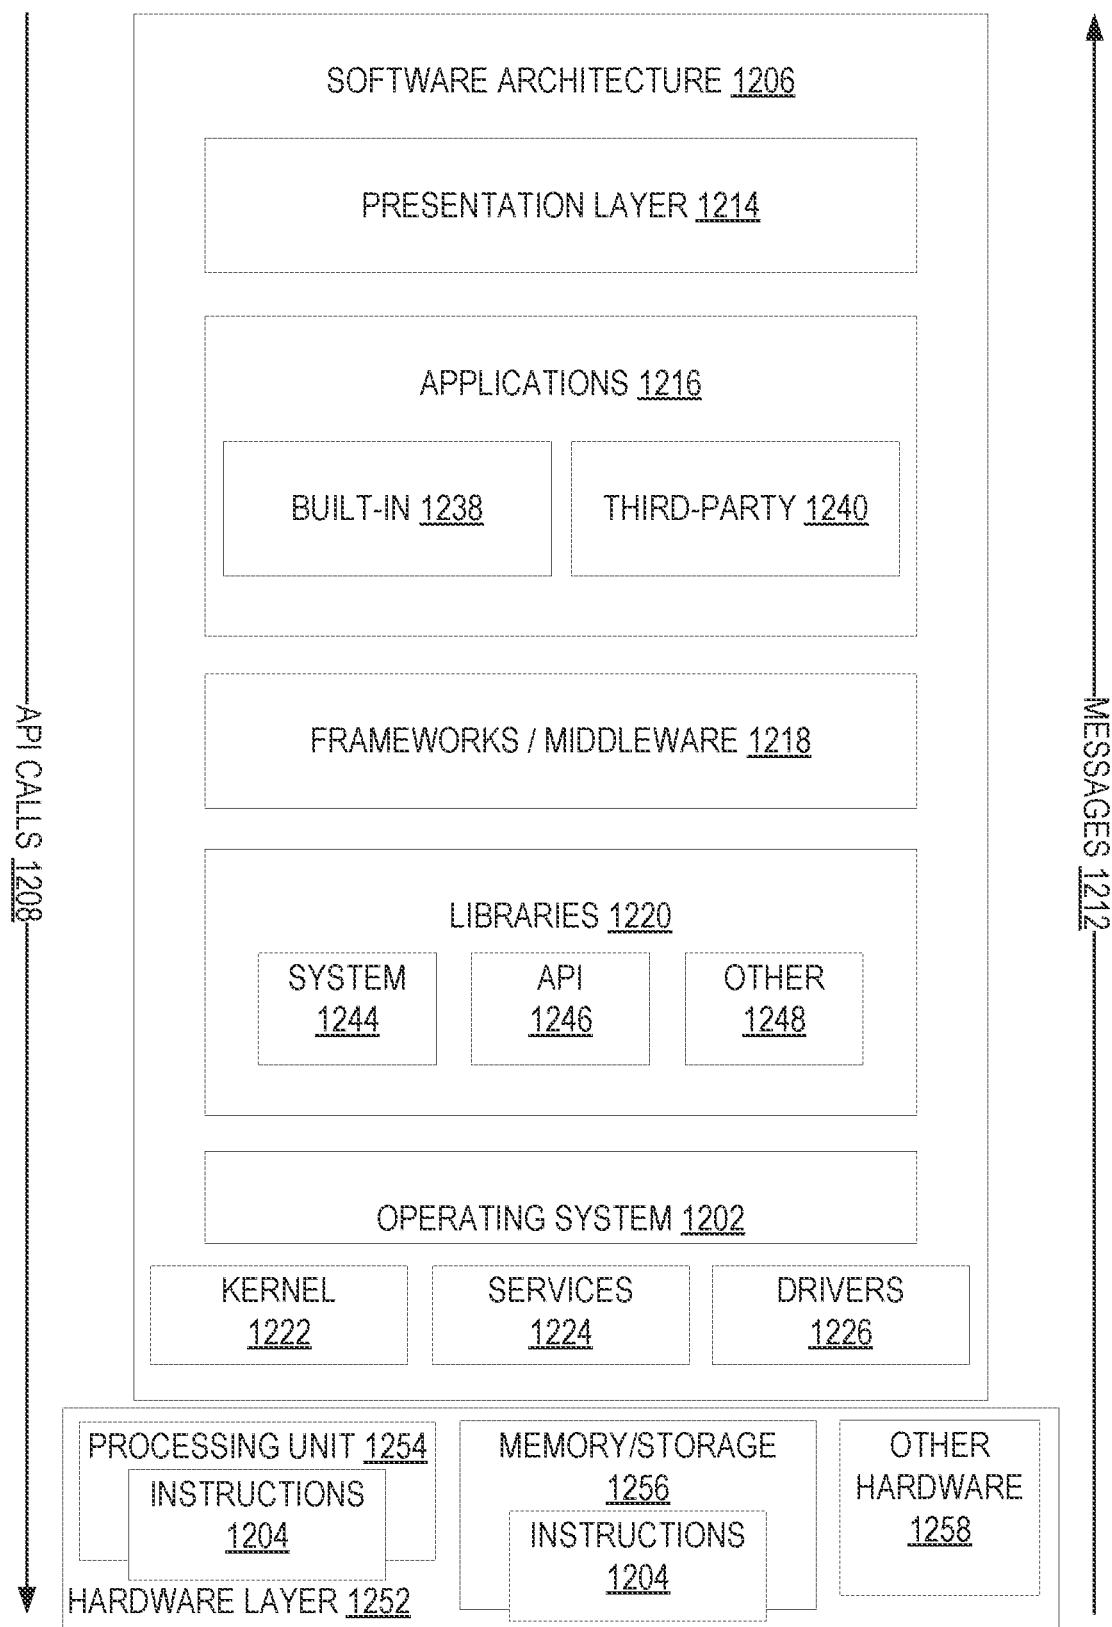 SOFTWARE ARCHITECTURE 1206
PRESENTATION LAYER 1214
APPLICATIONS 1216
BUILT-IN 1238
THIRD-PARTY 1240
FRAMEWORKS / MIDDLEWARE 1218
API CALLS 1208
MESSAGES 1212
LIBRARIES 1220
SYSTEM
1244
API
1246
OTHER
1248
OPERATING SYSTEM 1202
KERNEL
1222
SERVICES
1224
DRIVERS
1226
PROCESSING UNIT 1254
INSTRUCTIONS
1204
MEMORY/STORAGE
1256
INSTRUCTIONS
1204
OTHER
HARDWARE
1258
HARDWARE LAYER 1252